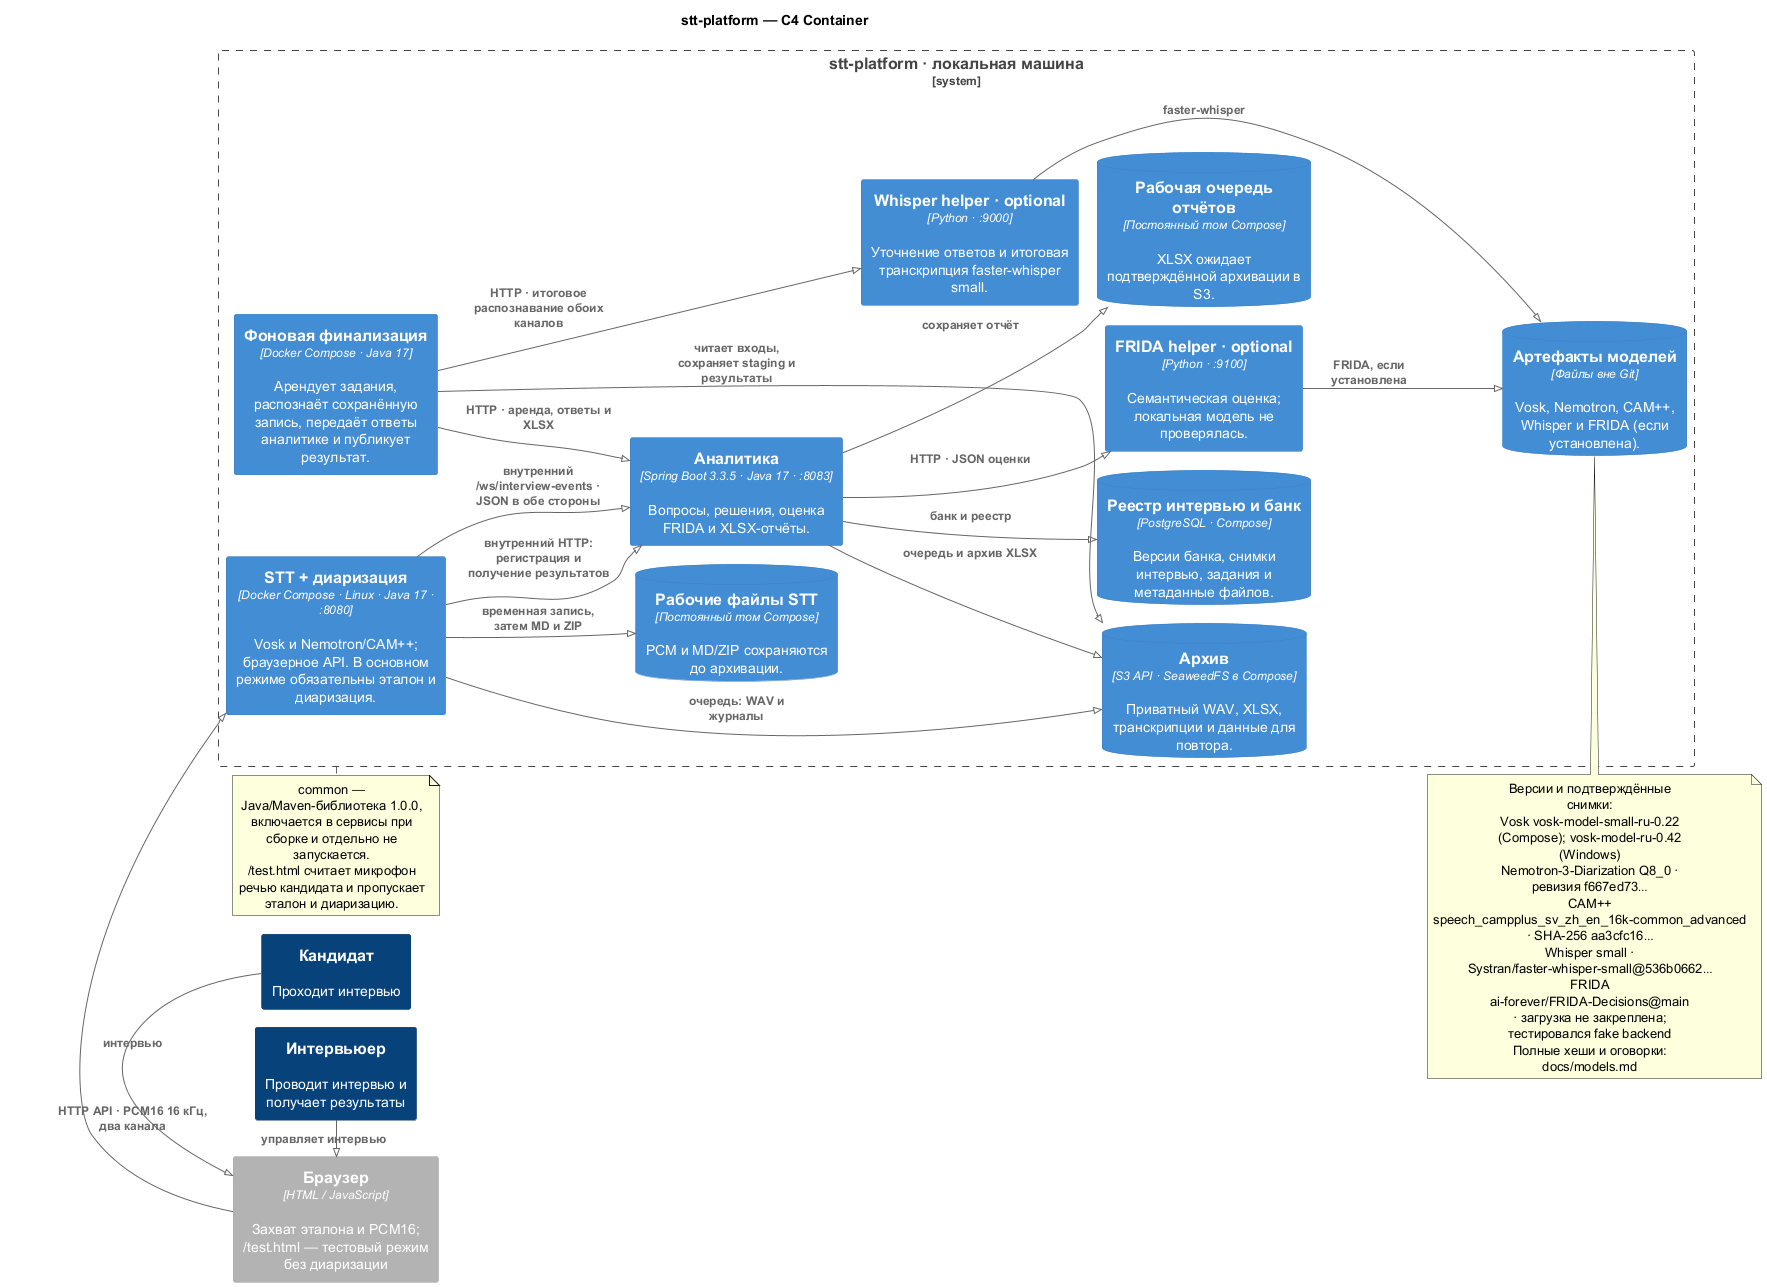 stt-platform — C4 Container
stt-platform · локальная машина
[system]
faster-whisper
Whisper helper · optional
[Python · :9000]
Уточнение ответов и итоговая
транскрипция faster-whisper
small.
Рабочая очередь
отчётов
[Постоянный том Compose]
XLSX ожидает
подтверждённой архивации в
S3.
HTTP · итоговое
распознавание обоих
каналов
сохраняет отчёт
Фоновая финализация
[Docker Compose · Java 17]
Арендует задания,
распознаёт сохранённую
запись, передаёт ответы
аналитике и публикует
результат.
читает входы,
сохраняет staging и
результаты
FRIDA helper · optional
[Python · :9100]
Семантическая оценка;
локальная модель не
проверялась.
FRIDA, если
установлена
Артефакты моделей
[Файлы вне Git]
Vosk, Nemotron, CAM++,
Whisper и FRIDA (если
установлена).
HTTP · аренда, ответы и
XLSX
Аналитика
[Spring Boot 3.3.5 · Java 17 · :8083]
Вопросы, решения, оценка
FRIDA и XLSX-отчёты.
HTTP · JSON оценки
внутренний
/ws/interview-events ·
JSON в обе стороны
банк и реестр
Реестр интервью и банк
[PostgreSQL · Compose]
Версии банка, снимки
интервью, задания и
метаданные файлов.
внутренний HTTP:
регистрация и
получение результатов
очередь и архив XLSX
STT + диаризация
[Docker Compose · Linux · Java 17 ·
:8080]
Vosk и Nemotron/CAM++;
браузерное API. В основном
режиме обязательны эталон и
диаризация.
временная запись,
затем MD и ZIP
Рабочие файлы STT
[Постоянный том Compose]
PCM и MD/ZIP сохраняются
до архивации.
Архив
[S3 API · SeaweedFS в Compose]
Приватный WAV, XLSX,
транскрипции и данные для
повтора.
очередь: WAV и
журналы
common —
Java/Maven-библиотека 1.0.0,
включается в сервисы при
сборке и отдельно не
запускается.
/test.html считает микрофон
речью кандидата и пропускает
эталон и диаризацию.
Версии и подтверждённые
снимки:
Vosk vosk-model-small-ru-0.22
(Compose); vosk-model-ru-0.42
(Windows)
Nemotron-3-Diarization Q8_0 ·
ревизия f667ed73...
CAM++
speech_campplus_sv_zh_en_16k-common_advanced
· SHA-256 aa3cfc16...
Whisper small ·
Systran/faster-whisper-small@536b0662...
FRIDA
ai-forever/FRIDA-Decisions@main
· загрузка не закреплена;
тестировался fake backend
Полные хеши и оговорки:
docs/models.md
Кандидат
Проходит интервью
интервью
Интервьюер
Проводит интервью и
получает результаты
HTTP API · PCM16 16 кГц,
два канала
управляет интервью
Браузер
[HTML / JavaScript]
Захват эталона и PCM16;
/test.html — тестовый режим
без диаризации